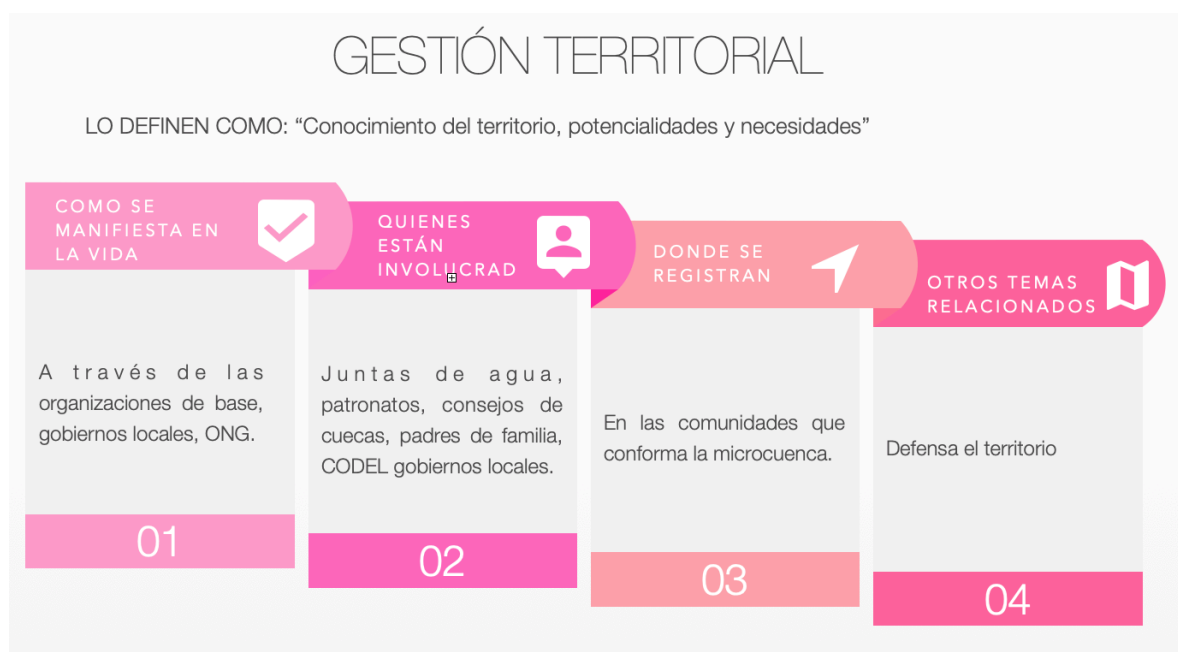 GESTIÓN TERRITORIAL
LO DEFINEN COMO: “Conocimiento del territorio, potencialidades y necesidades”
COMO SE
MANIFIESTA EN
LA VIDA
A través de las
organizaciones de base,
gobiernos locales, ONG.
01
QUIENES
ESTÁN
INVOLUCRAD
Juntas de agua,
patronatos, consejos de
cuecas, padres de familia,
CODEL gobiernos locales.
02
DONDE SE
REGISTRAN
En las comunidades que
conforma la microcuenca.
03
OTROS TEMAS
RELACIONADOS
Defensa el territorio
04